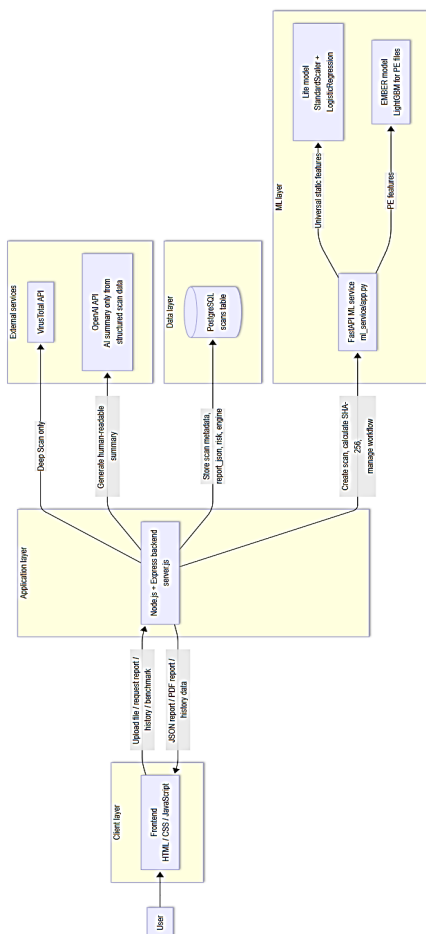 User
Client layer
Frontend
HTML / CSS / JavaScript
Upload file / request report /
history / benchmark
JSON report / PDF report /
history data
Application layer
Node.js + Express backend
server.js
Deep Scan only
Generate human-readable
summary
Store scan metadata,
report_json, risk, engine
Create scan, calculate SHA-
256,
manage workflow
External services
VirusTotal API
OpenAI API
AI summary only from
structured scan data
Data layer
PostgreSQL
scans table
ML layer
FastAPI ML service
ml_service/app.py
Universal static features
PE features
Lite model
StandardScaler +
LogisticRegression
EMBER model
LightGBM for PE files